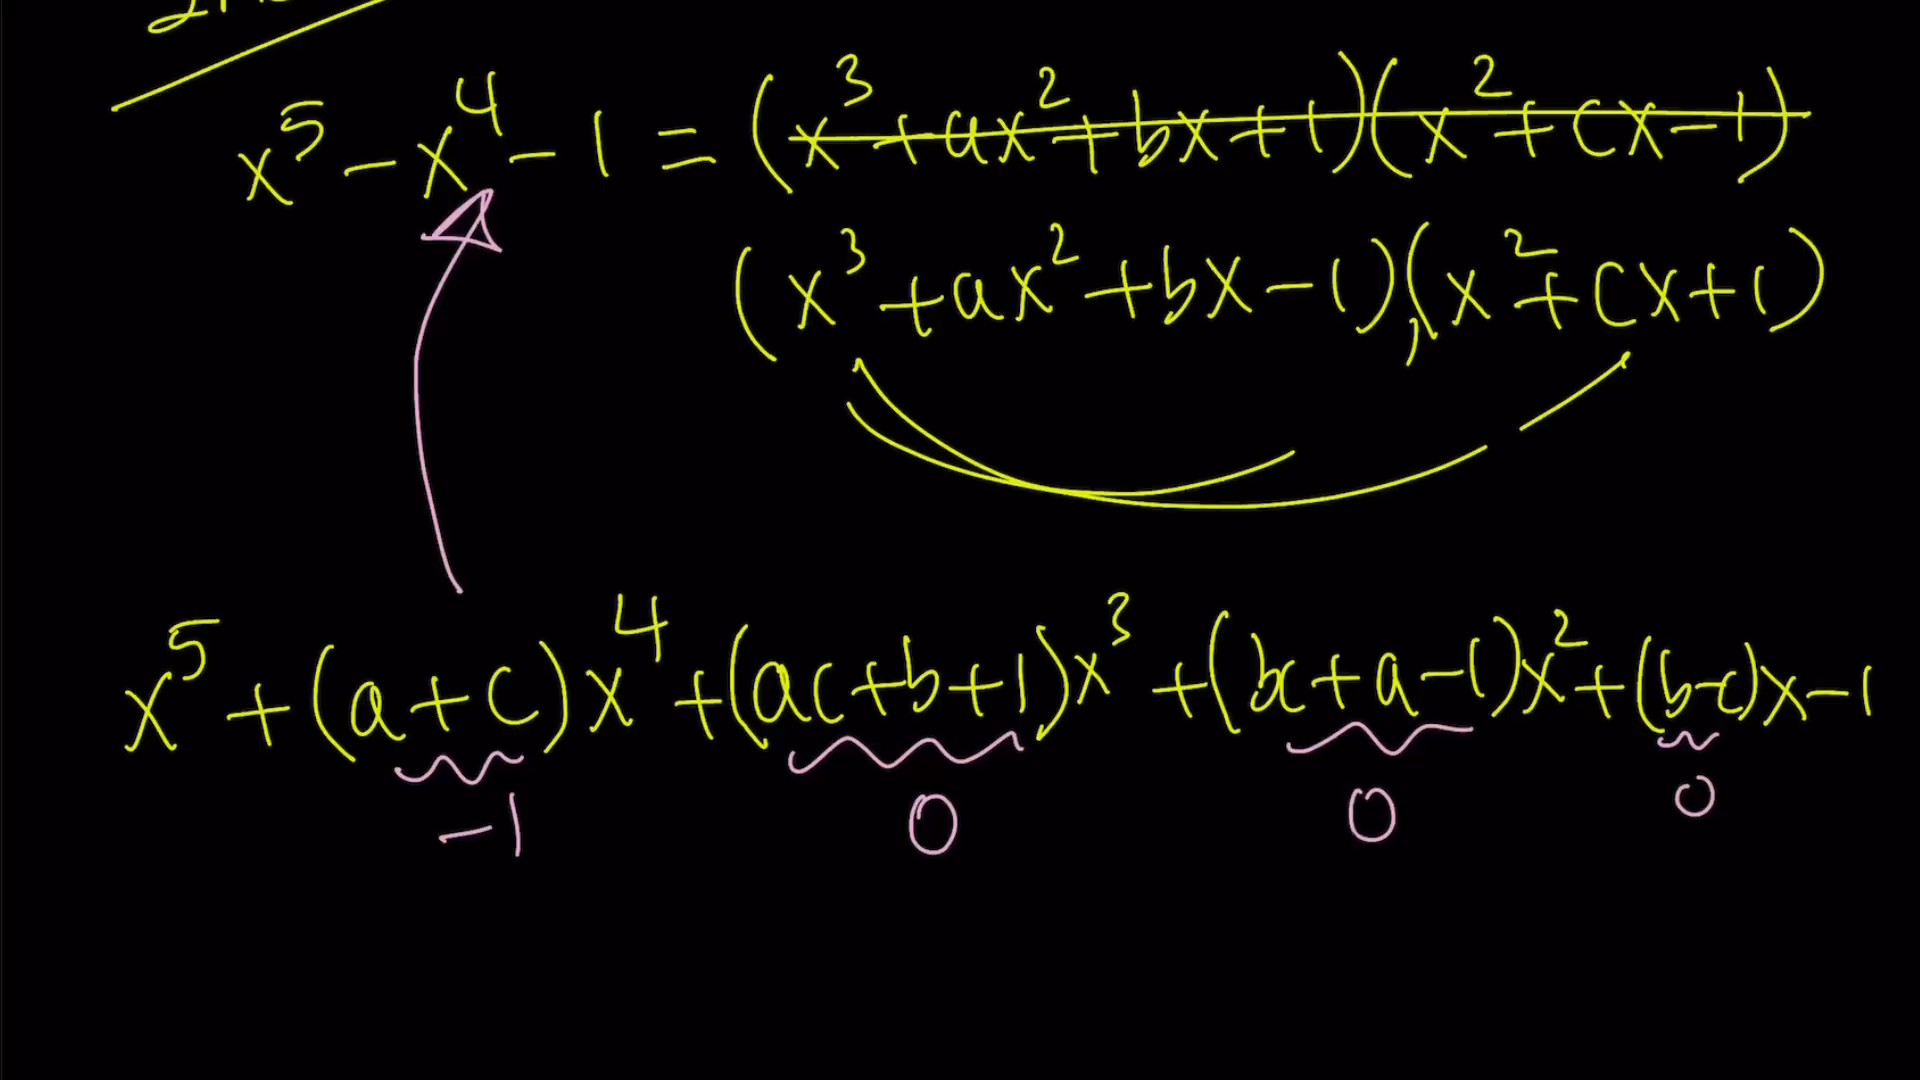 x⁵ - x⁴ - 1 = (x³ + ax² + bx + 1)(x² + cx - 1)
(x³ + ax² + bx - 1),(x² + cx + 1)
x⁵ + (a + c)x⁴ + (ac + b + 1)x³ + (bc + a - 1)x² + (b - c)x - 1
-1 0 0 0